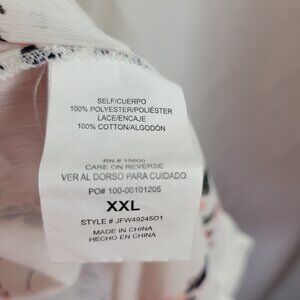 SELF/CUERPO
100% POLYESTER/POLIÉSTER
LACE/ENCAJE
100% COTTON/ALGODÓN
RN # 15600
CARE ON REVERSE
VER AL DORSO PARA CUIDADO
PO# 100-00101205
XXL
STYLE # JFW49245O1
MADE IN CHINA
HECHO EN CHINA